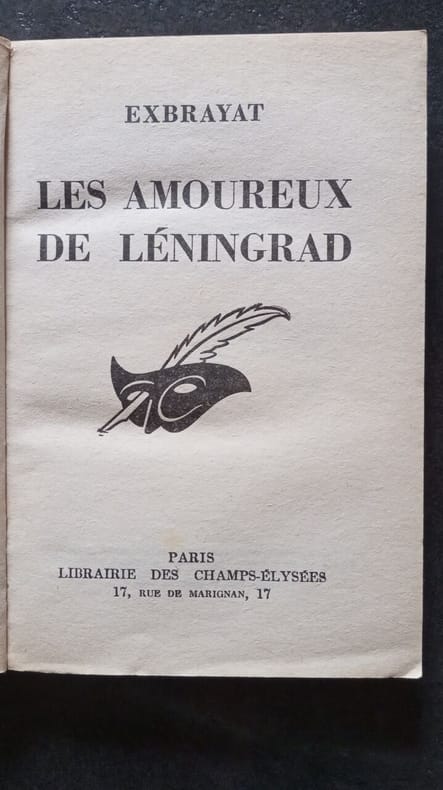 EXBRAYAT
LES AMOUREUX
DE LÉNINGRAD
PARIS
LIBRAIRIE DES CHAMPS-ÉLYSÉES
17, RUE DE MARIGNAN, 17